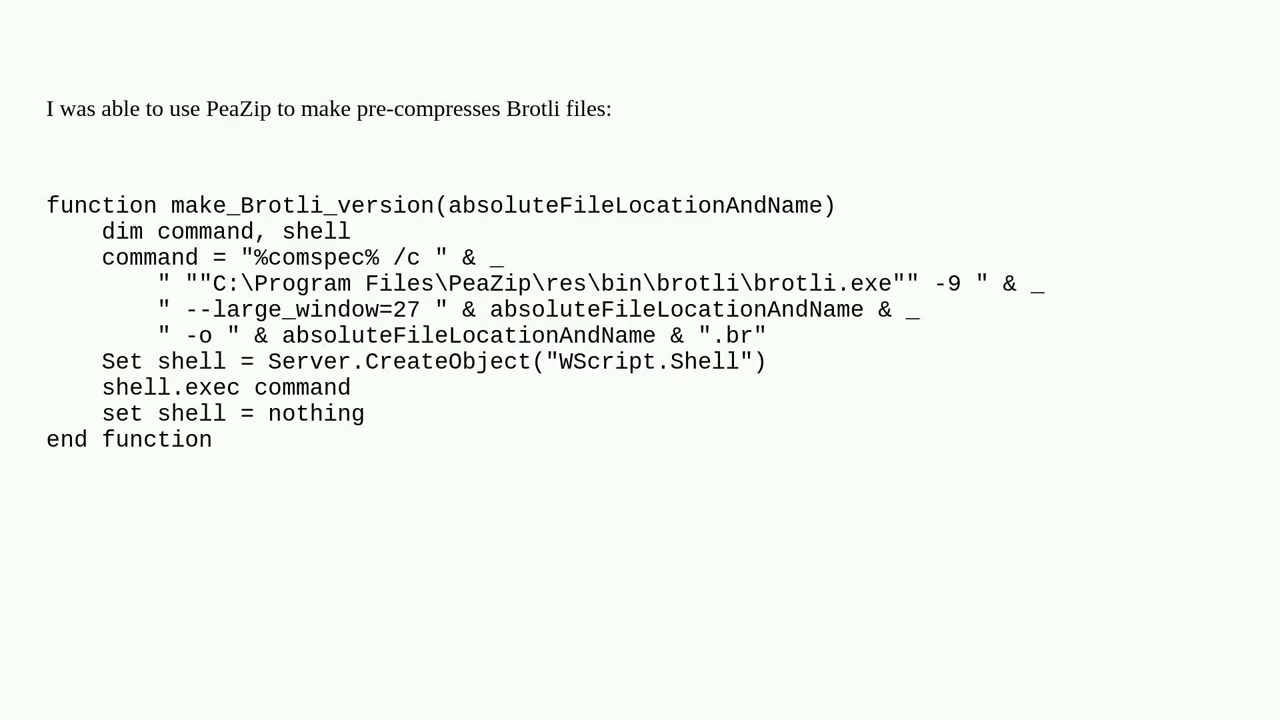 I was able to use PeaZip to make pre-compresses Brotli files:
function make_Brotli_version(absoluteFileLocationAndName)
    dim command, shell
    command = "%comspec% /c " & _
        " ""C:\Program Files\PeaZip\res\bin\brotli\brotli.exe"" -9 " & _
        " --large_window=27 " & absoluteFileLocationAndName & _
        " -o " & absoluteFileLocationAndName & ".br"
    Set shell = Server.CreateObject("WScript.Shell")
    shell.exec command
    set shell = nothing
end function